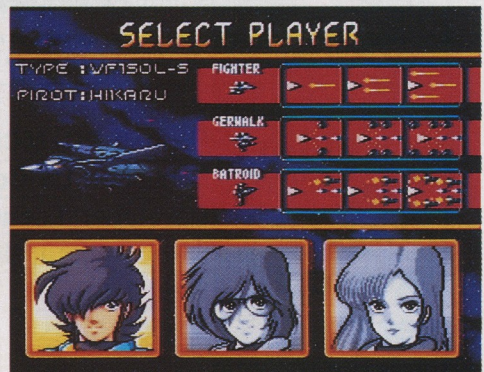 SELECT PLAYER
TYPE :VF1SOL-S
PIROT:HIKARU
FIGHTER
GERWALK
BATROID